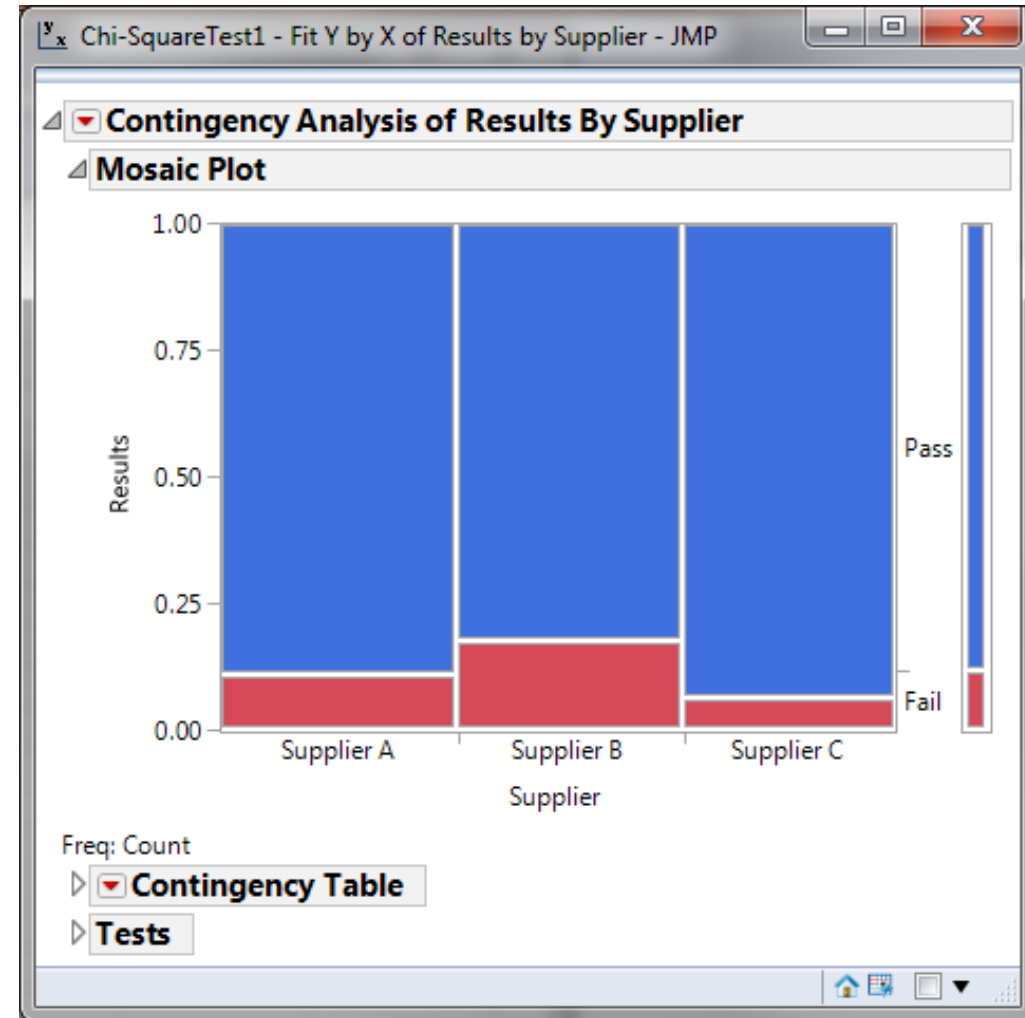 Chi-SquareTest1 - Fit Y by X of Results by Supplier - JMP
Contingency Analysis of Results By Supplier
Mosaic Plot
1.00
0.75
0.50
0.25
0.00
Results
Pass
Fail
Supplier A Supplier B Supplier C
Supplier
Freq: Count
Contingency Table
Tests